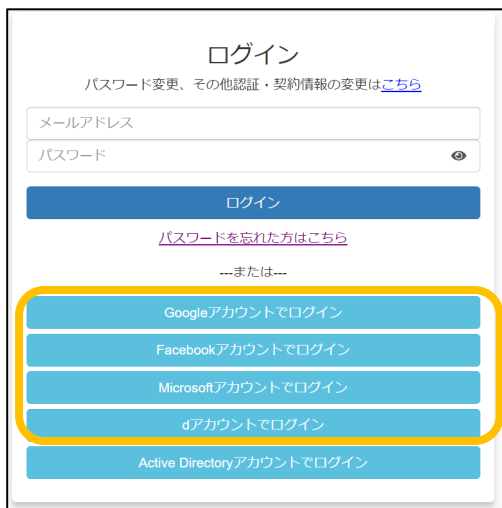 ログイン
パスワード変更、その他認証・契約情報の変更はこちら
メールアドレス
パスワード
ログイン
パスワードを忘れた方はこちら
---または---
Googleアカウントでログイン
Facebookアカウントでログイン
Microsoftアカウントでログイン
dアカウントでログイン
Active Directoryアカウントでログイン